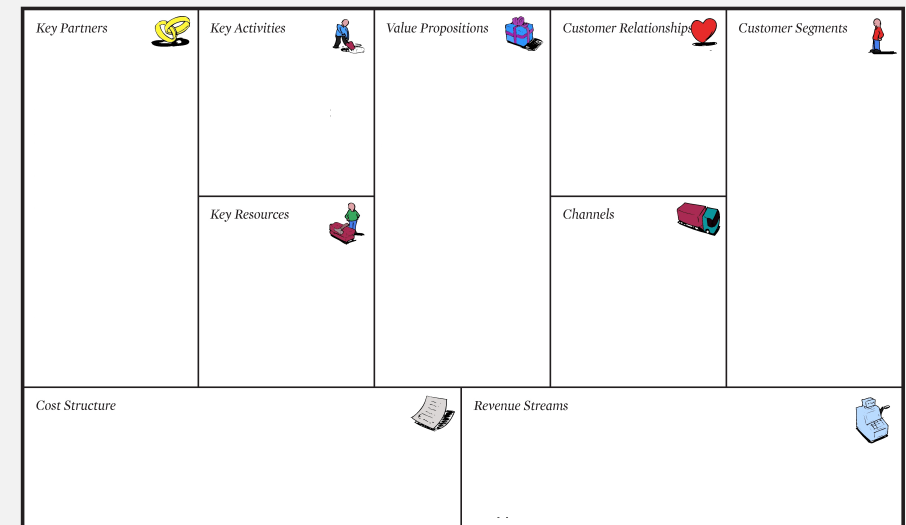 Key Partners
Key Activities
Value Propositions
Customer Relationships
Customer Segments
Key Resources
Channels
Cost Structure
Revenue Streams